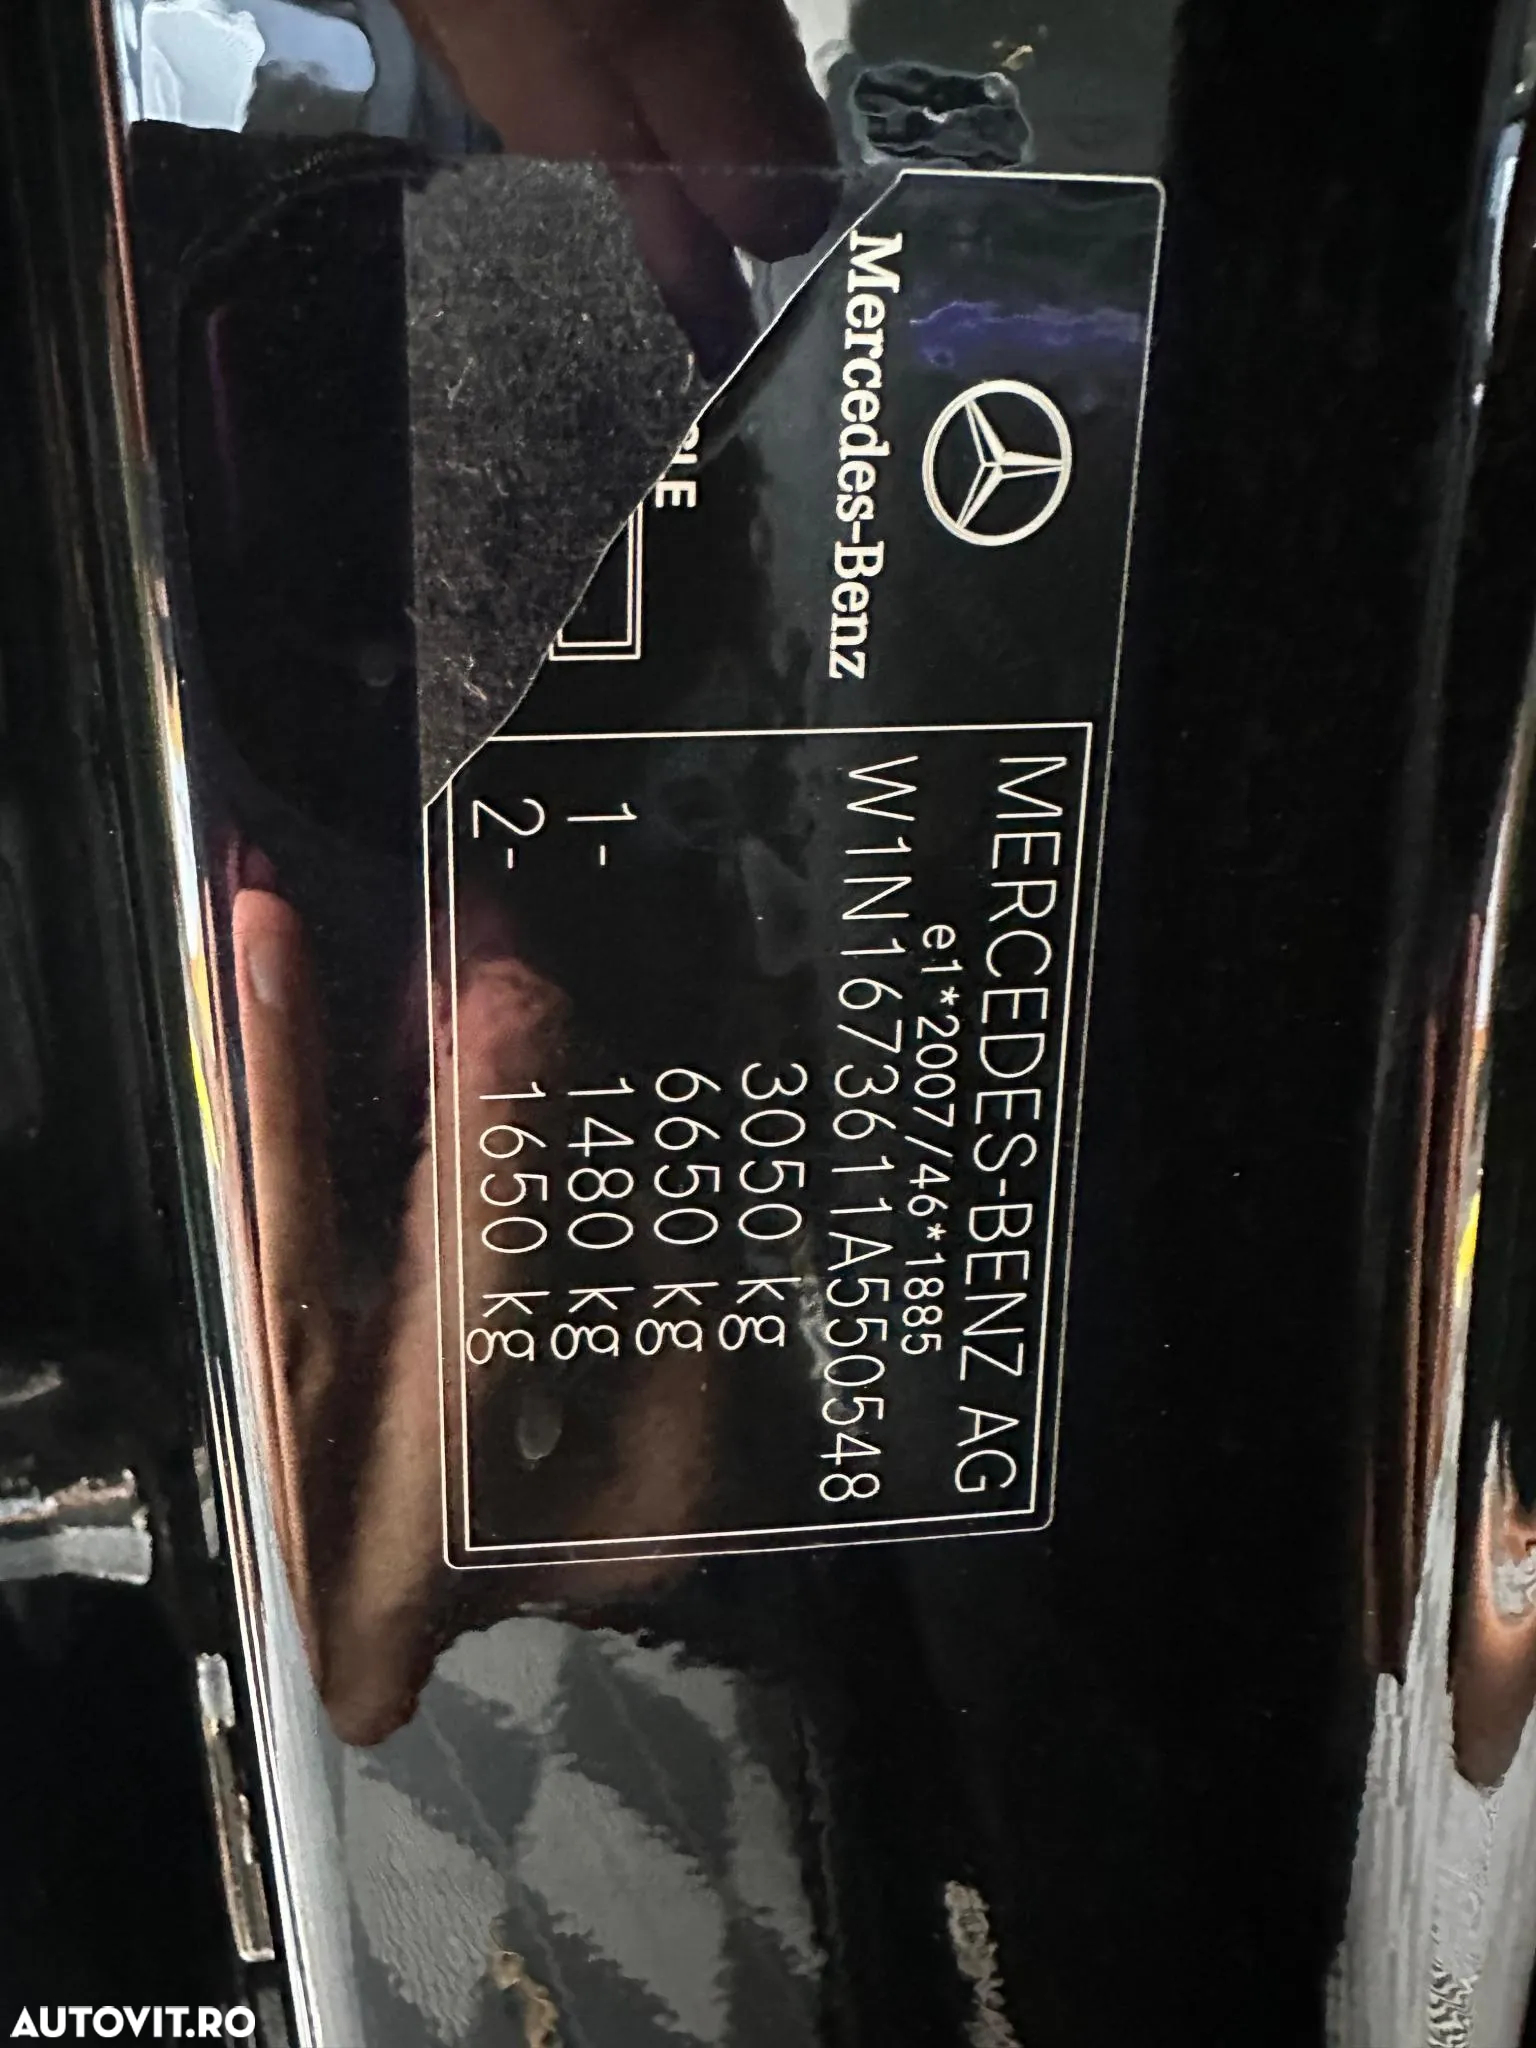 Mercedes-Benz
MERCEDES-BENZ AG
e1*2007/46*1885
W1N1673611A550548
3050 kg
6650 kg
1- 1480 kg
2- 1650 kg
AUTOVIT.RO